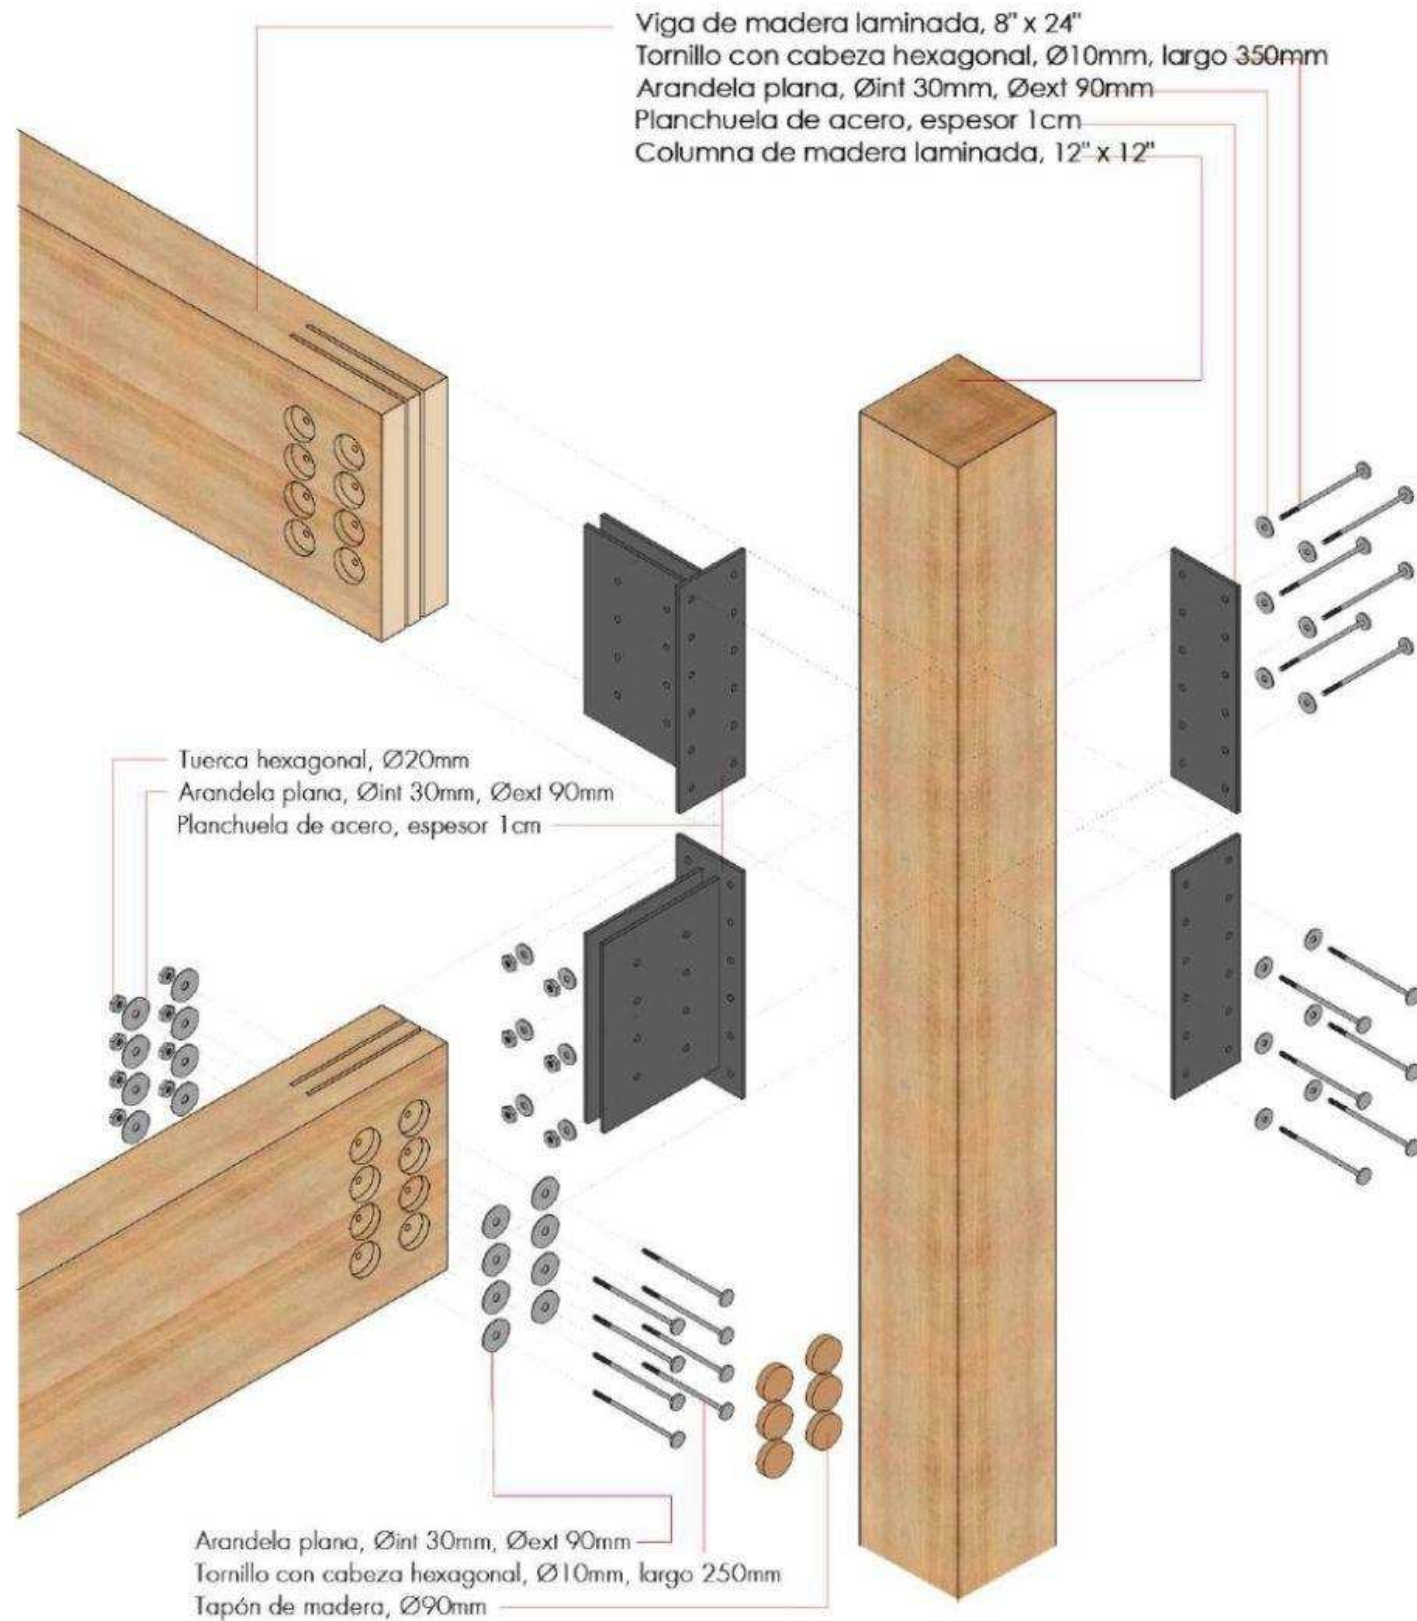 Viga de madera laminada, 8" x 24"
Tornillo con cabeza hexagonal, Ø10mm, largo 350mm
Arandela plana, Øint 30mm, Øext 90mm
Planchuela de acero, espesor 1cm
Columna de madera laminada, 12" x 12"
Tuerca hexagonal, Ø20mm
Arandela plana, Øint 30mm, Øext 90mm
Planchuela de acero, espesor 1cm
Arandela plana, Øint 30mm, Øext 90mm
Tornillo con cabeza hexagonal, Ø10mm, largo 250mm
Tapón de madera, Ø90mm